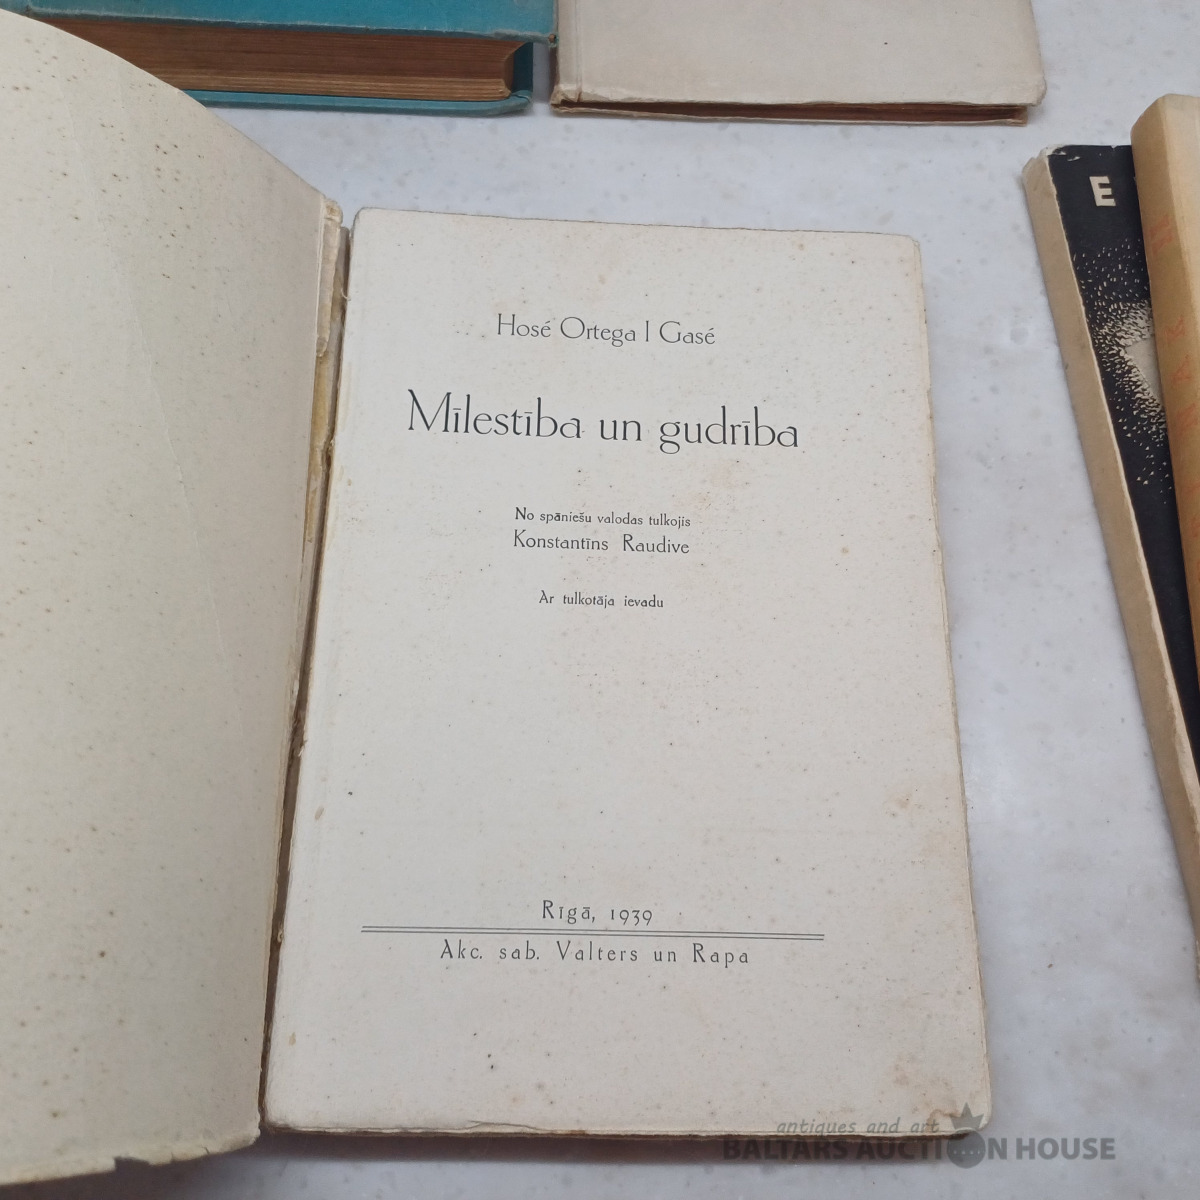 Hosé Ortega I Gasé
Mīlestība un gudrība
No spāniešu valodas tulkojis
Konstantīns Raudive
Ar tulkotāja ievadu
Rīgā, 1939
Akc. sab. Valters un Rapa
E
antiques and art
BALTARS AUCTION HOUSE